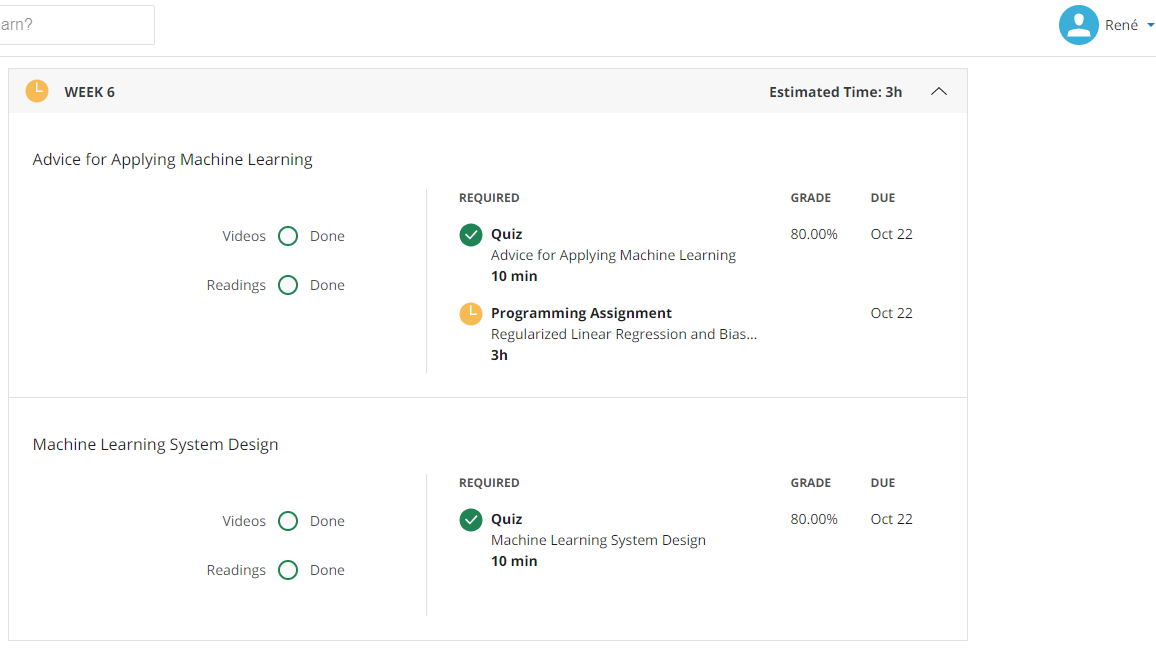 arn?
René
WEEK 6
Estimated Time: 3h
Advice for Applying Machine Learning
REQUIRED GRADE DUE
Videos Done
Readings Done
Quiz 80.00% Oct 22
Advice for Applying Machine Learning
10 min
Programming Assignment Oct 22
Regularized Linear Regression and Bias...
3h
Machine Learning System Design
REQUIRED GRADE DUE
Videos Done
Readings Done
Quiz 80.00% Oct 22
Machine Learning System Design
10 min